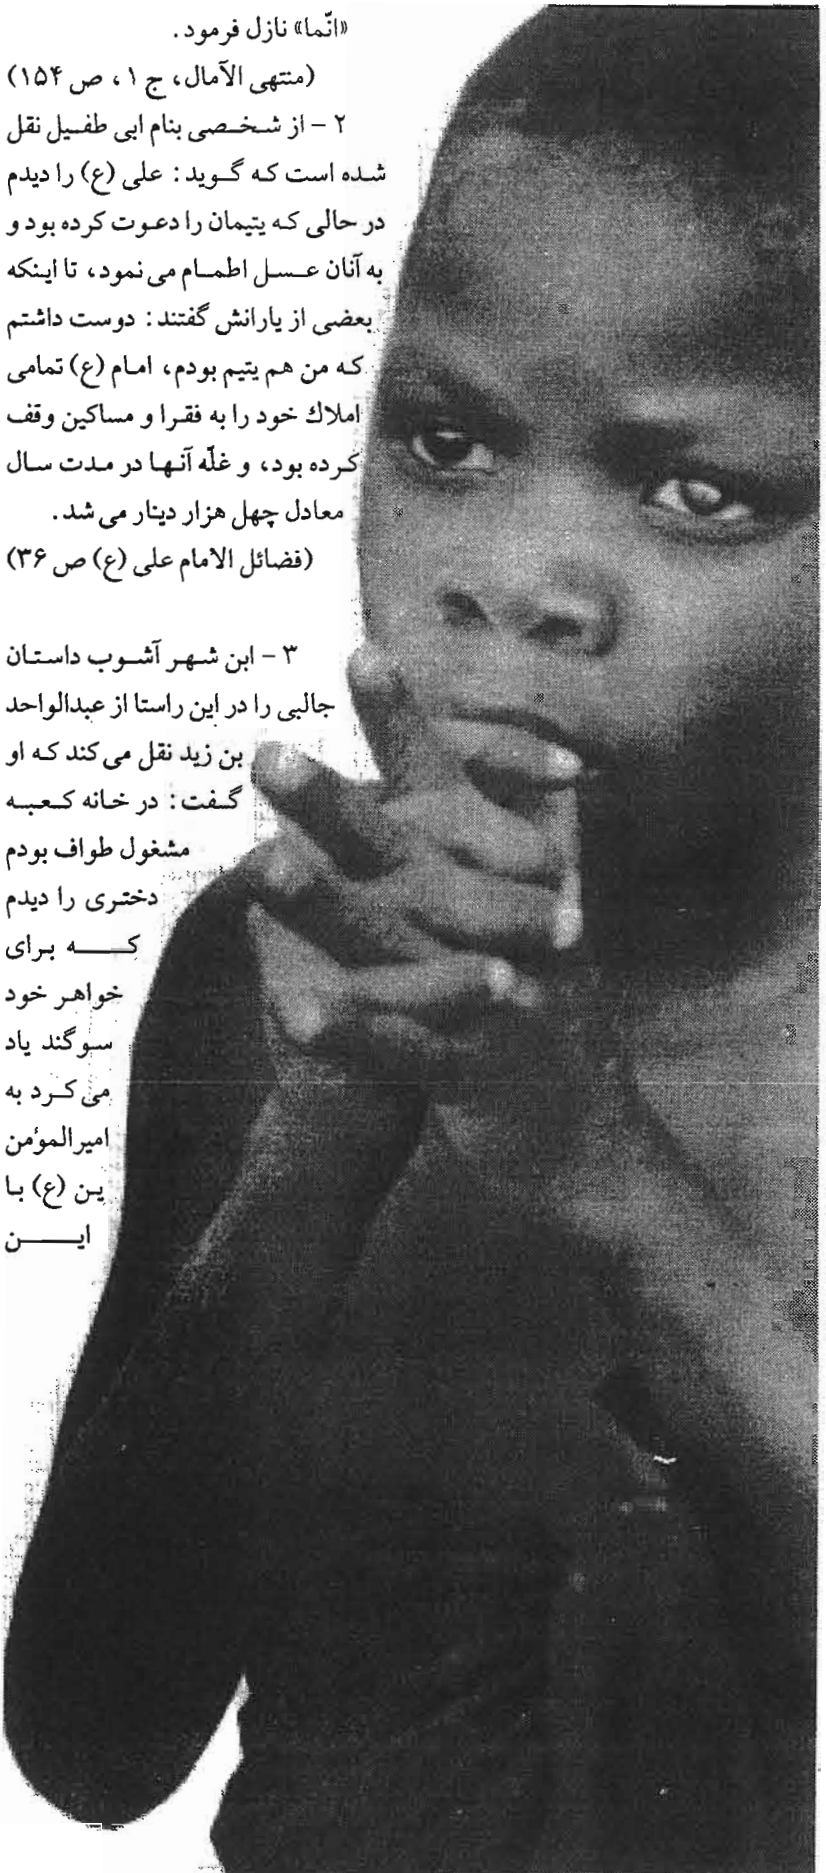 «انّما» نازل فرمود.
(منتهی الآمال، ج ۱، ص ۱۵۴)
۲ - از شخصی بنام ابی طفیل نقل
شده است که گوید: علی (ع) را دیدم
در حالی که یتیمان را دعوت کرده بود و
به آنان عسل اطمام می‌نمود، تا اینکه
بعضی از یارانش گفتند: دوست داشتم
که من هم یتیم بودم، امام (ع) تمامی
املاك خود را به فقرا و مساکین وقف
کرده بود، و غلّه آنها در مدت سال
معادل چهل هزار دینار می‌شد.
(فضائل الامام علی (ع) ص ۳۶)
۳ - ابن شهر آشوب داستان
جالبی را در این راستا از عبدالواحد
بن زید نقل می‌کند که او
گفت: در خانه کعبه
مشغول طواف بودم
دختری را دیدم
که برای
خواهر خود
سوگند یاد
می‌کرد به
امیرالمؤمن
ین (ع) با
این